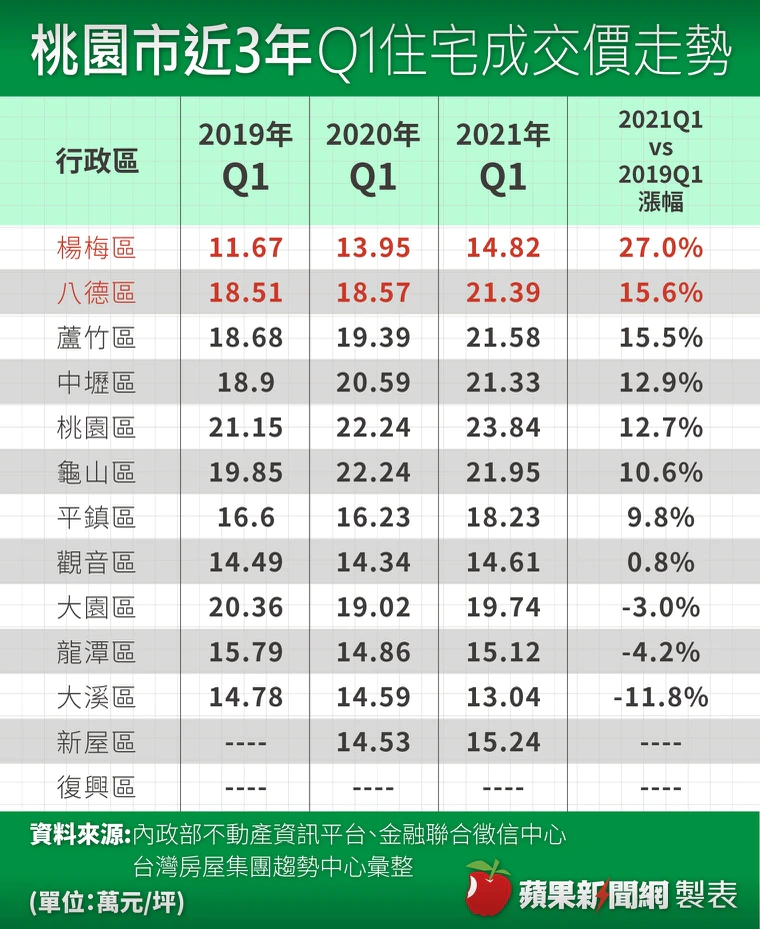 桃園市近3年Q1住宅成交價走勢
行政區 2019年Q1 2020年Q1 2021年Q1 2021Q1 vs 2019Q1 漲幅
楊梅區 11.67 13.95 14.82 27.0%
八德區 18.51 18.57 21.39 15.6%
蘆竹區 18.68 19.39 21.58 15.5%
中壢區 18.9 20.59 21.33 12.9%
桃園區 21.15 22.24 23.84 12.7%
龜山區 19.85 22.24 21.95 10.6%
平鎮區 16.6 16.23 18.23 9.8%
觀音區 14.49 14.34 14.61 0.8%
大園區 20.36 19.02 19.74 -3.0%
龍潭區 15.79 14.86 15.12 -4.2%
大溪區 14.78 14.59 13.04 -11.8%
新屋區 ---- 14.53 15.24 ----
復興區 ---- ---- ---- ----
資料來源:內政部不動產資訊平台、金融聯合徵信中心
台灣房屋集團趨勢中心彙整
(單位:萬元/坪)
蘋果新聞網 製表